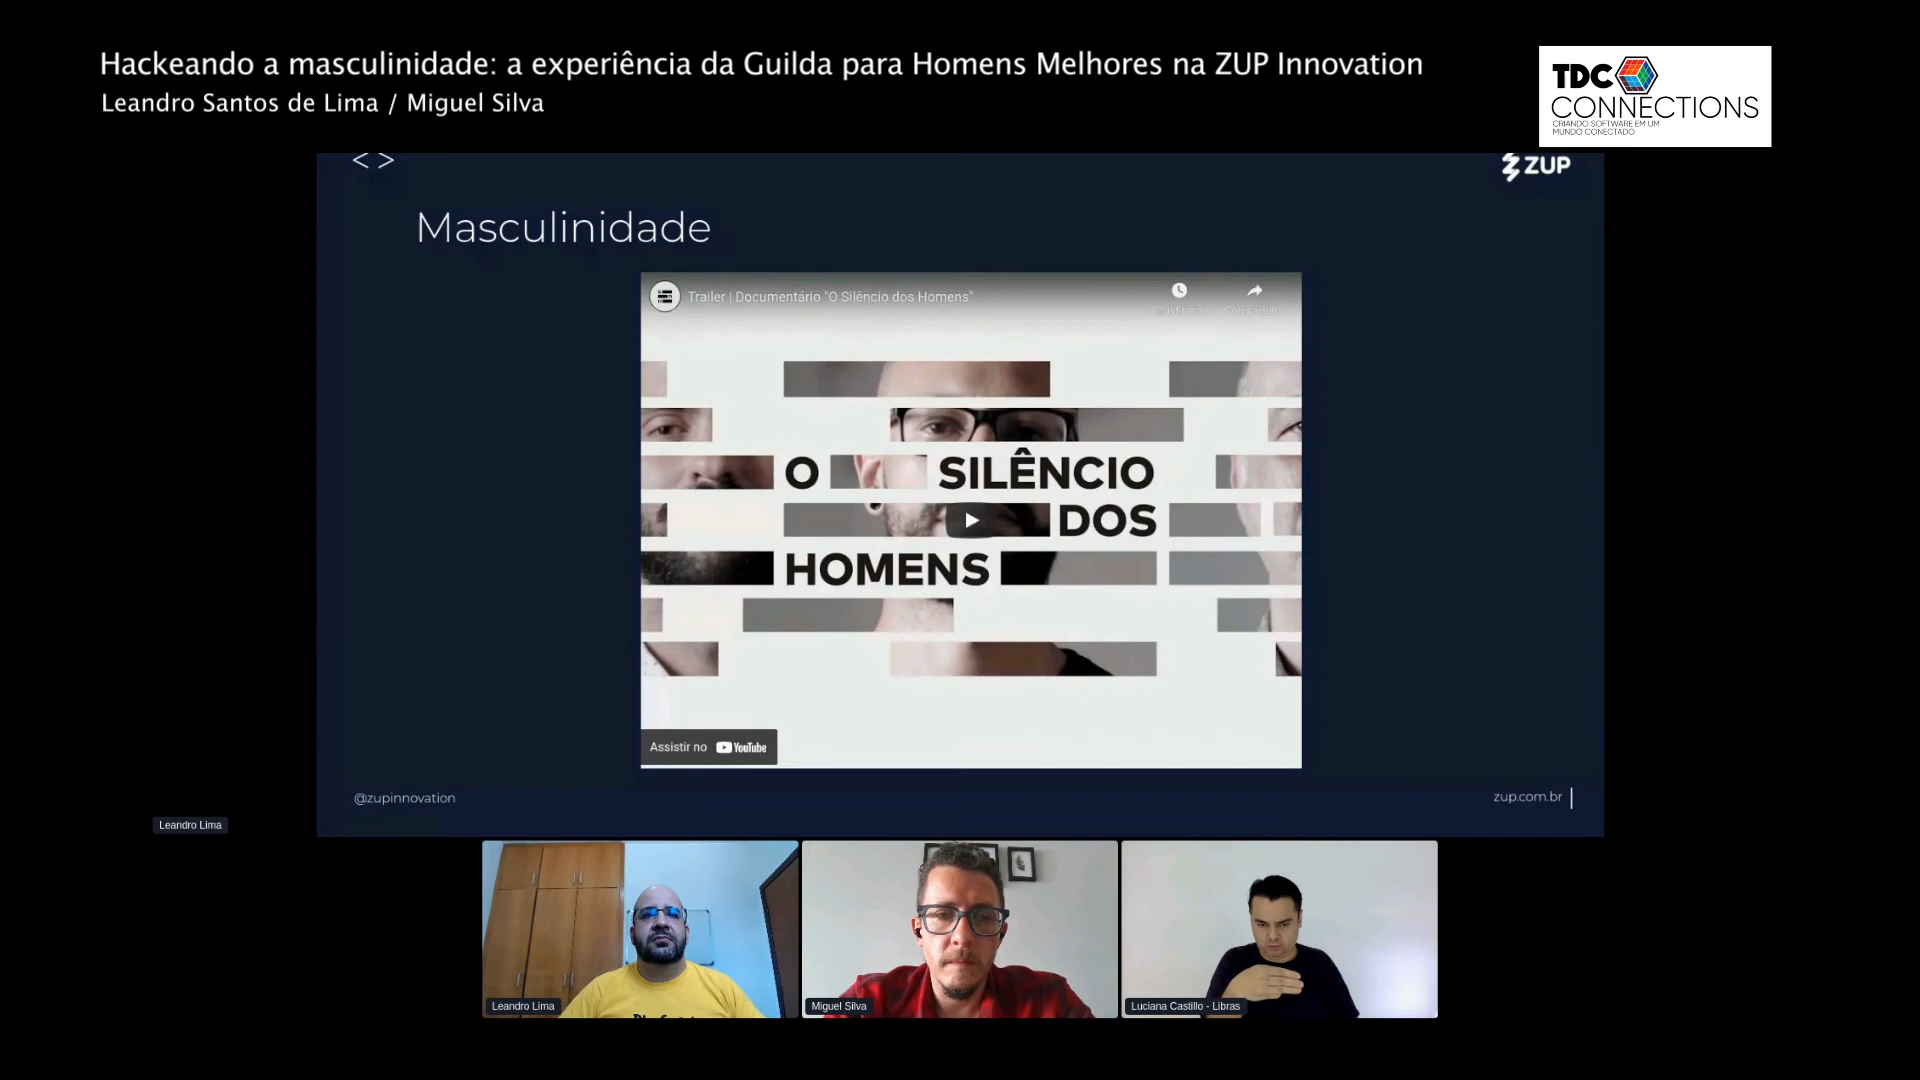 Hackeando a masculinidade: a experiência da Guilda para Homens Melhores na ZUP Innovation
Leandro Santos de Lima / Miguel Silva
TDC
CONNECTIONS
CRIANDO SOFTWARE EM UM
MUNDO CONECTADO
< >
ZUP
Masculinidade
Trailer | Documentário "O Silêncio dos Homens"
O SILÊNCIO
DOS
HOMENS
Assistir no YouTube
@zupinnovation
zup.com.br
Leandro Lima
Leandro Lima
Miguel Silva
Luciana Castillo - Libras